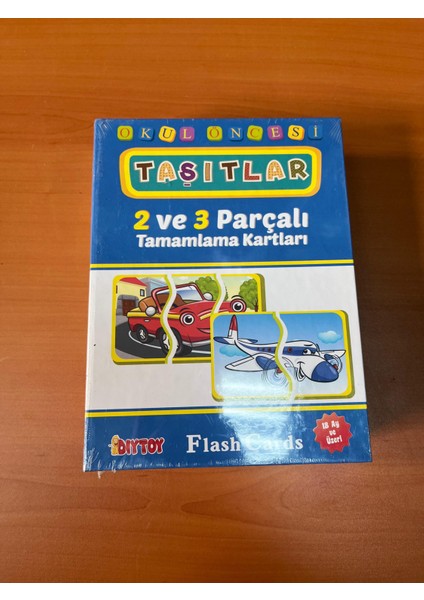 OKUL ÖNCESİ
TAŞITLAR
2 ve 3 Parçalı
Tamamlama Kartları
DIYTOY
Flash Cards
18 Ay ve
Üzeri